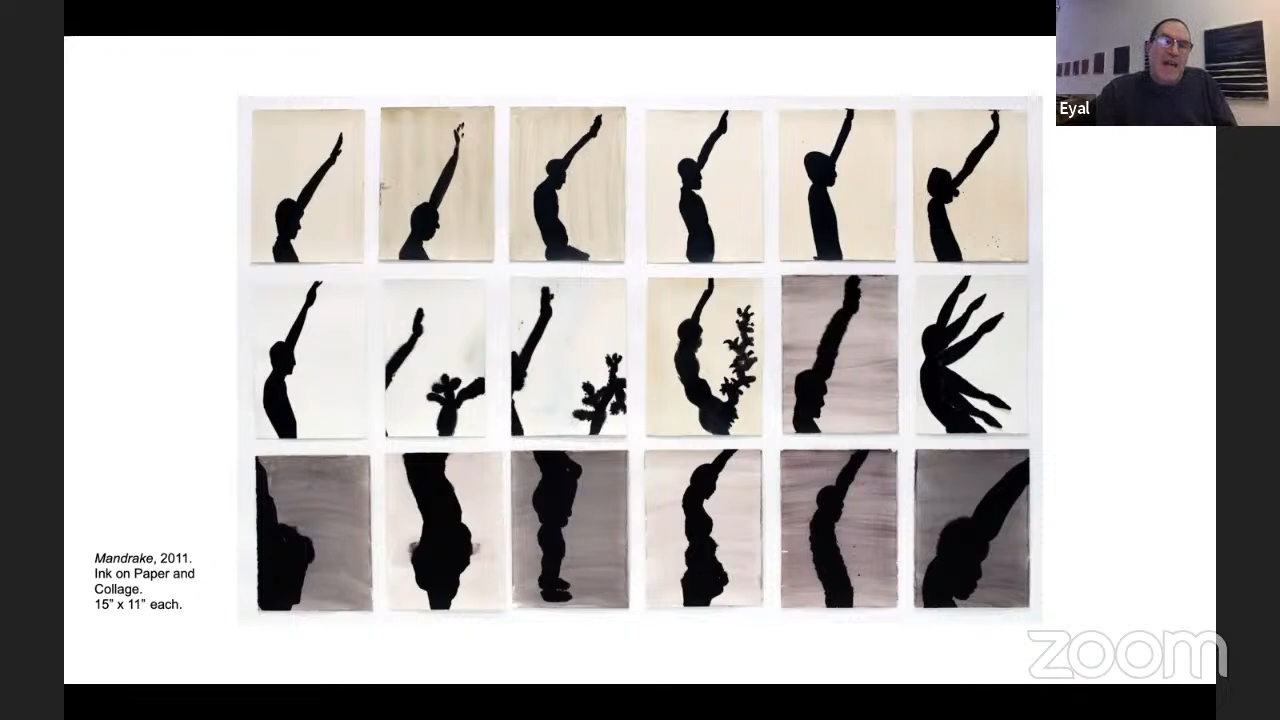 Eyal
Mandrake, 2011.
Ink on Paper and
Collage.
15” x 11” each.
zoom